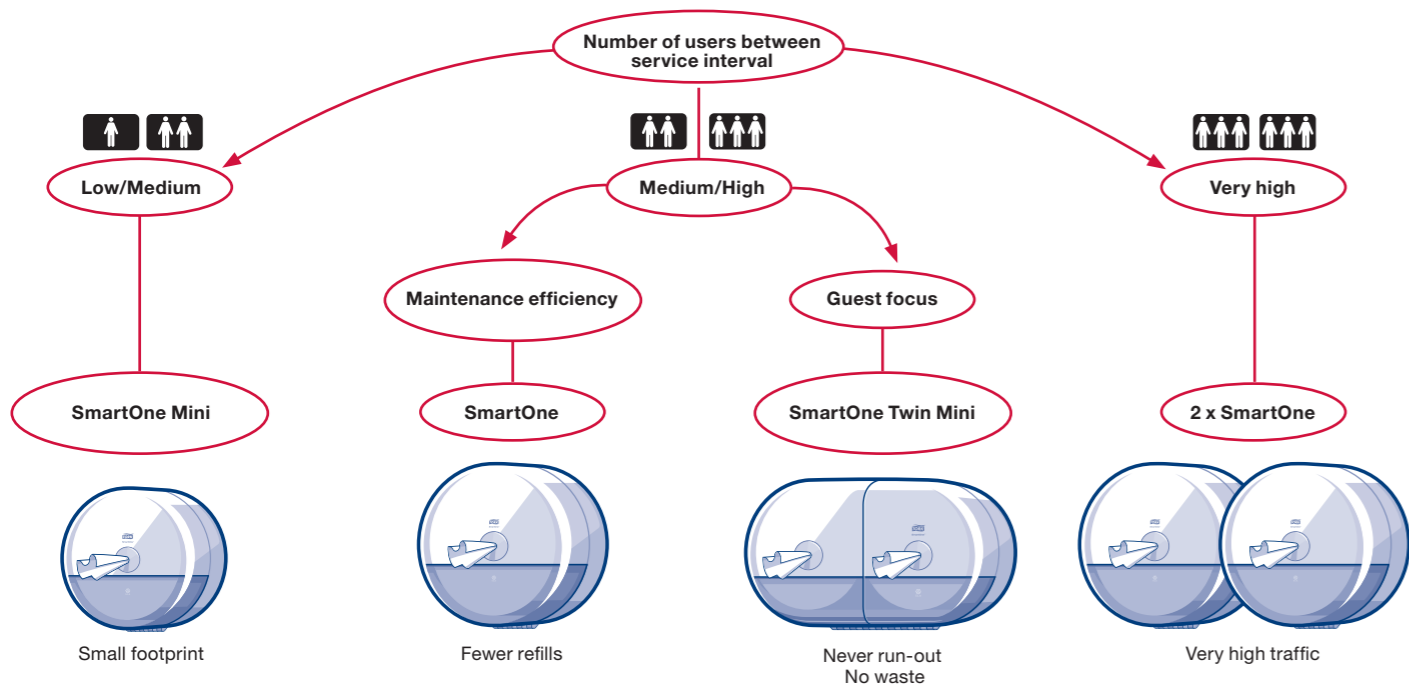 Number of users between
service interval
Low/Medium
Medium/High
Very high
Maintenance efficiency
Guest focus
SmartOne Mini
SmartOne
SmartOne Twin Mini
2 x SmartOne
Small footprint
Fewer refills
Never run-out
No waste
Very high traffic